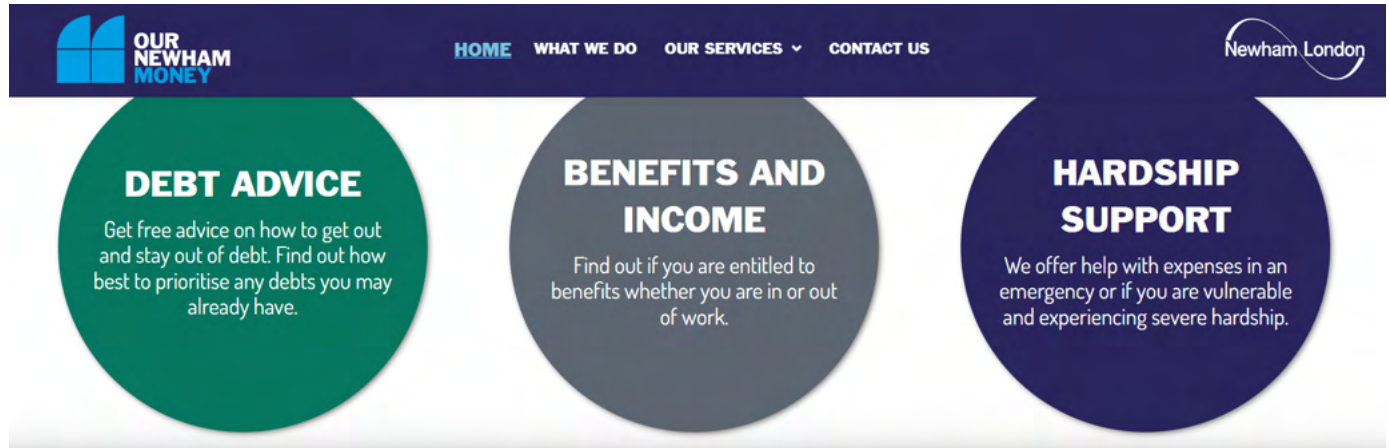 OUR
NEWHAM
MONEY
HOME WHAT WE DO OUR SERVICES CONTACT US
Newham London
DEBT ADVICE
Get free advice on how to get out
and stay out of debt. Find out how
best to prioritise any debts you may
already have.
BENEFITS AND
INCOME
Find out if you are entitled to
benefits whether you are in or out
of work.
HARDSHIP
SUPPORT
We offer help with expenses in an
emergency or if you are vulnerable
and experiencing severe hardship.